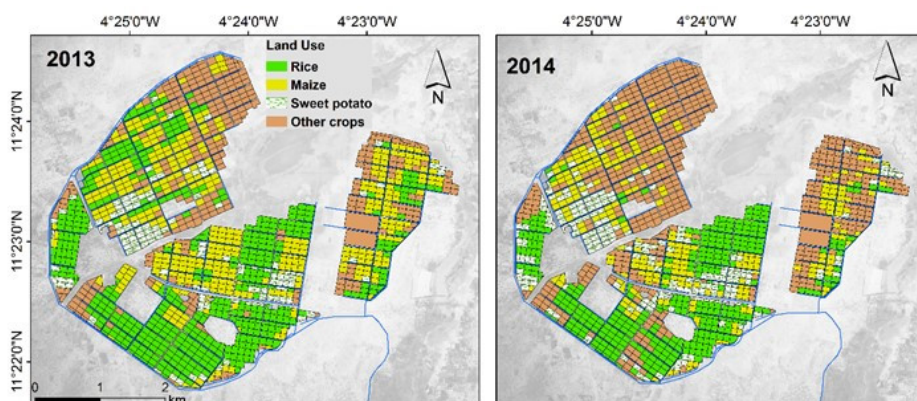 4°25'0"W 4°24'0"W 4°23'0"W 4°25'0"W 4°24'0"W 4°23'0"W
2013
Land Use
Rice
Maize
Sweet potato
Other crops
N
2014
N
11°24'0"N
11°23'0"N
11°22'0"N
0 1 2
km